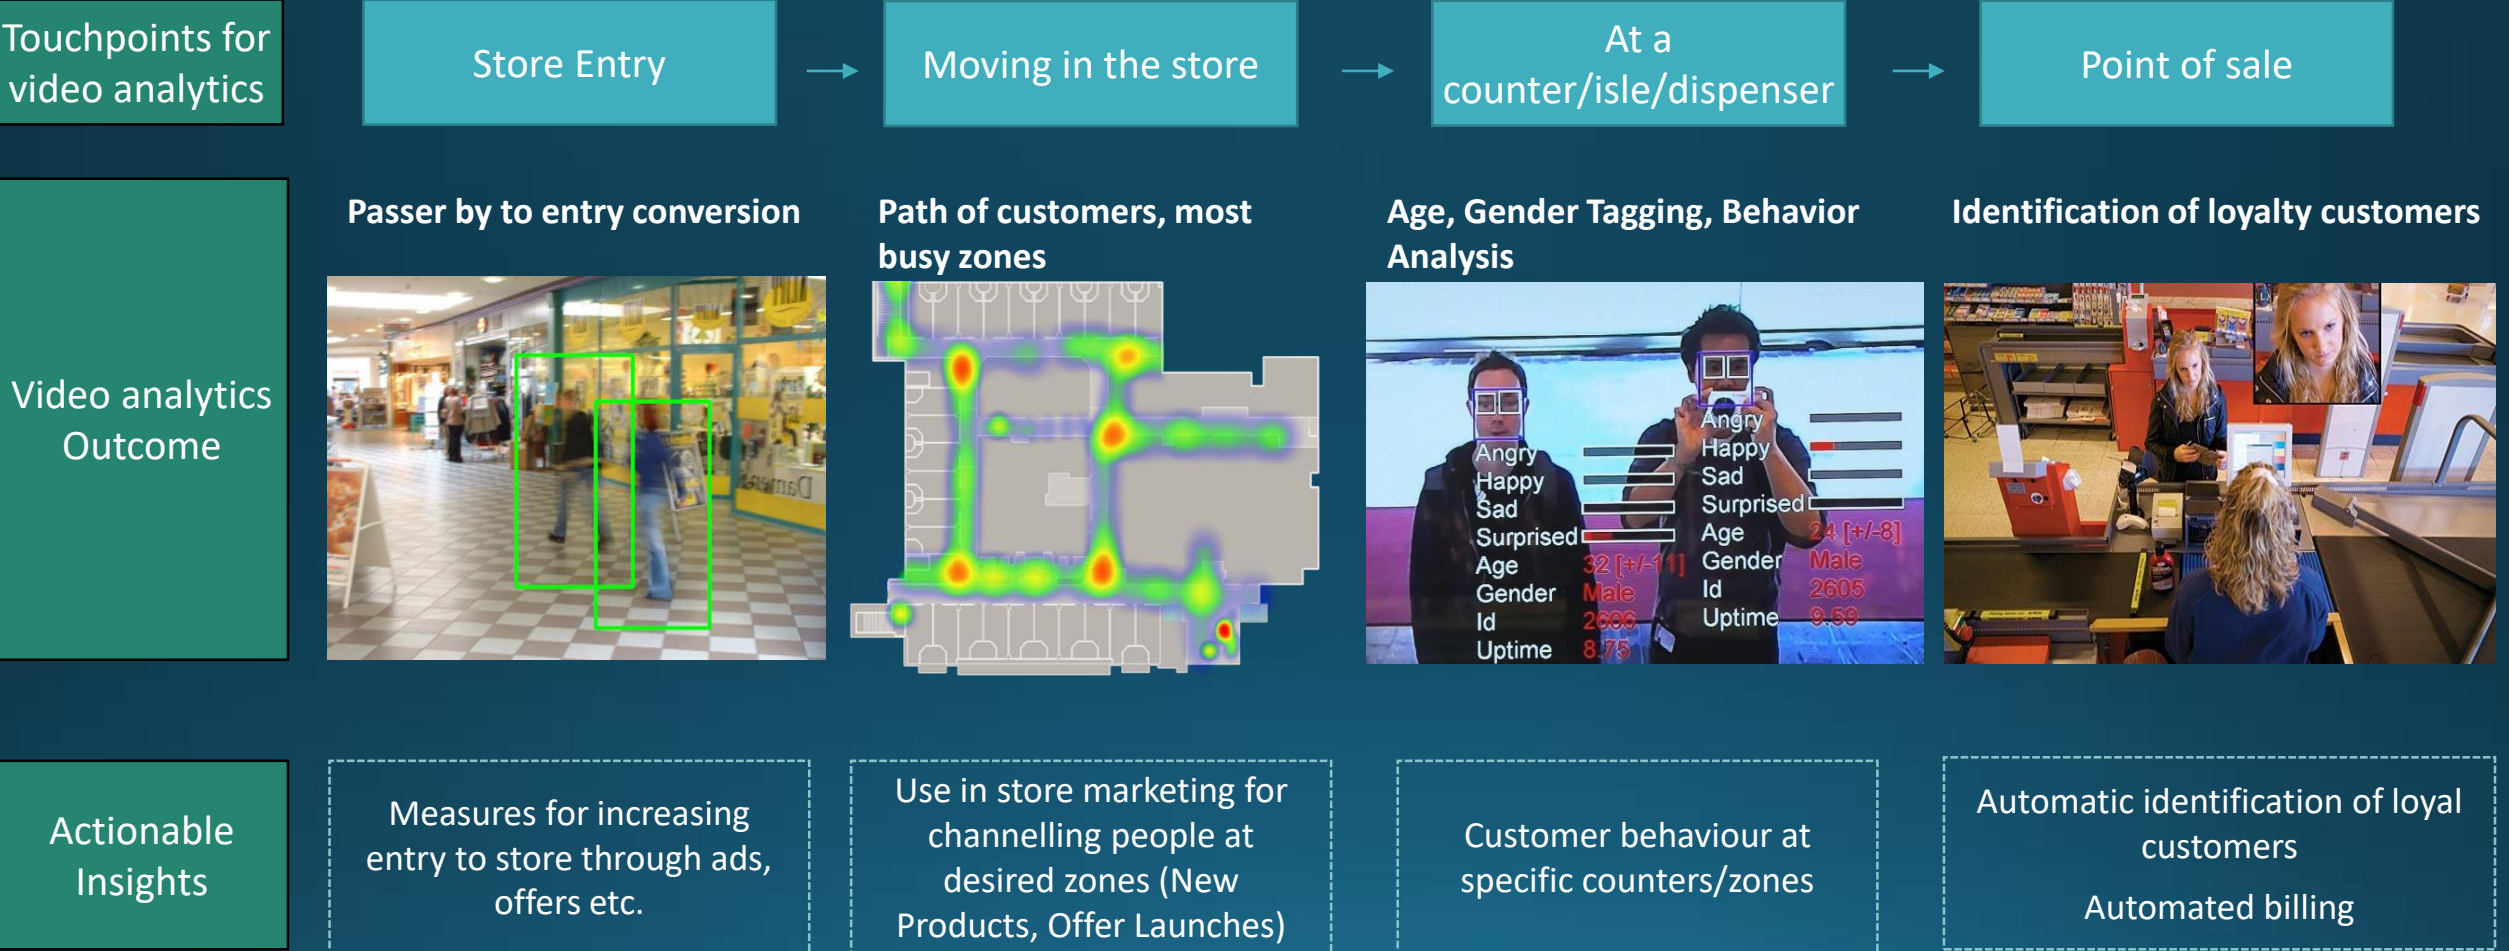 Touchpoints for
video analytics
Store Entry
Moving in the store
At a
counter/isle/dispenser
Point of sale
Video analytics
Outcome
Passer by to entry conversion
Path of customers, most
busy zones
Age, Gender Tagging, Behavior
Analysis
Identification of loyalty customers
Angry
Happy
Sad
Surprised
Age 32 [+/-11]
Gender Male
Id 2606
Uptime 8.75
Angry
Happy
Sad
Surprised
Age 24 [+/-8]
Gender Male
Id 2605
Uptime 9.59
Actionable
Insights
Measures for increasing
entry to store through ads,
offers etc.
Use in store marketing for
channelling people at
desired zones (New
Products, Offer Launches)
Customer behaviour at
specific counters/zones
Automatic identification of loyal
customers
Automated billing